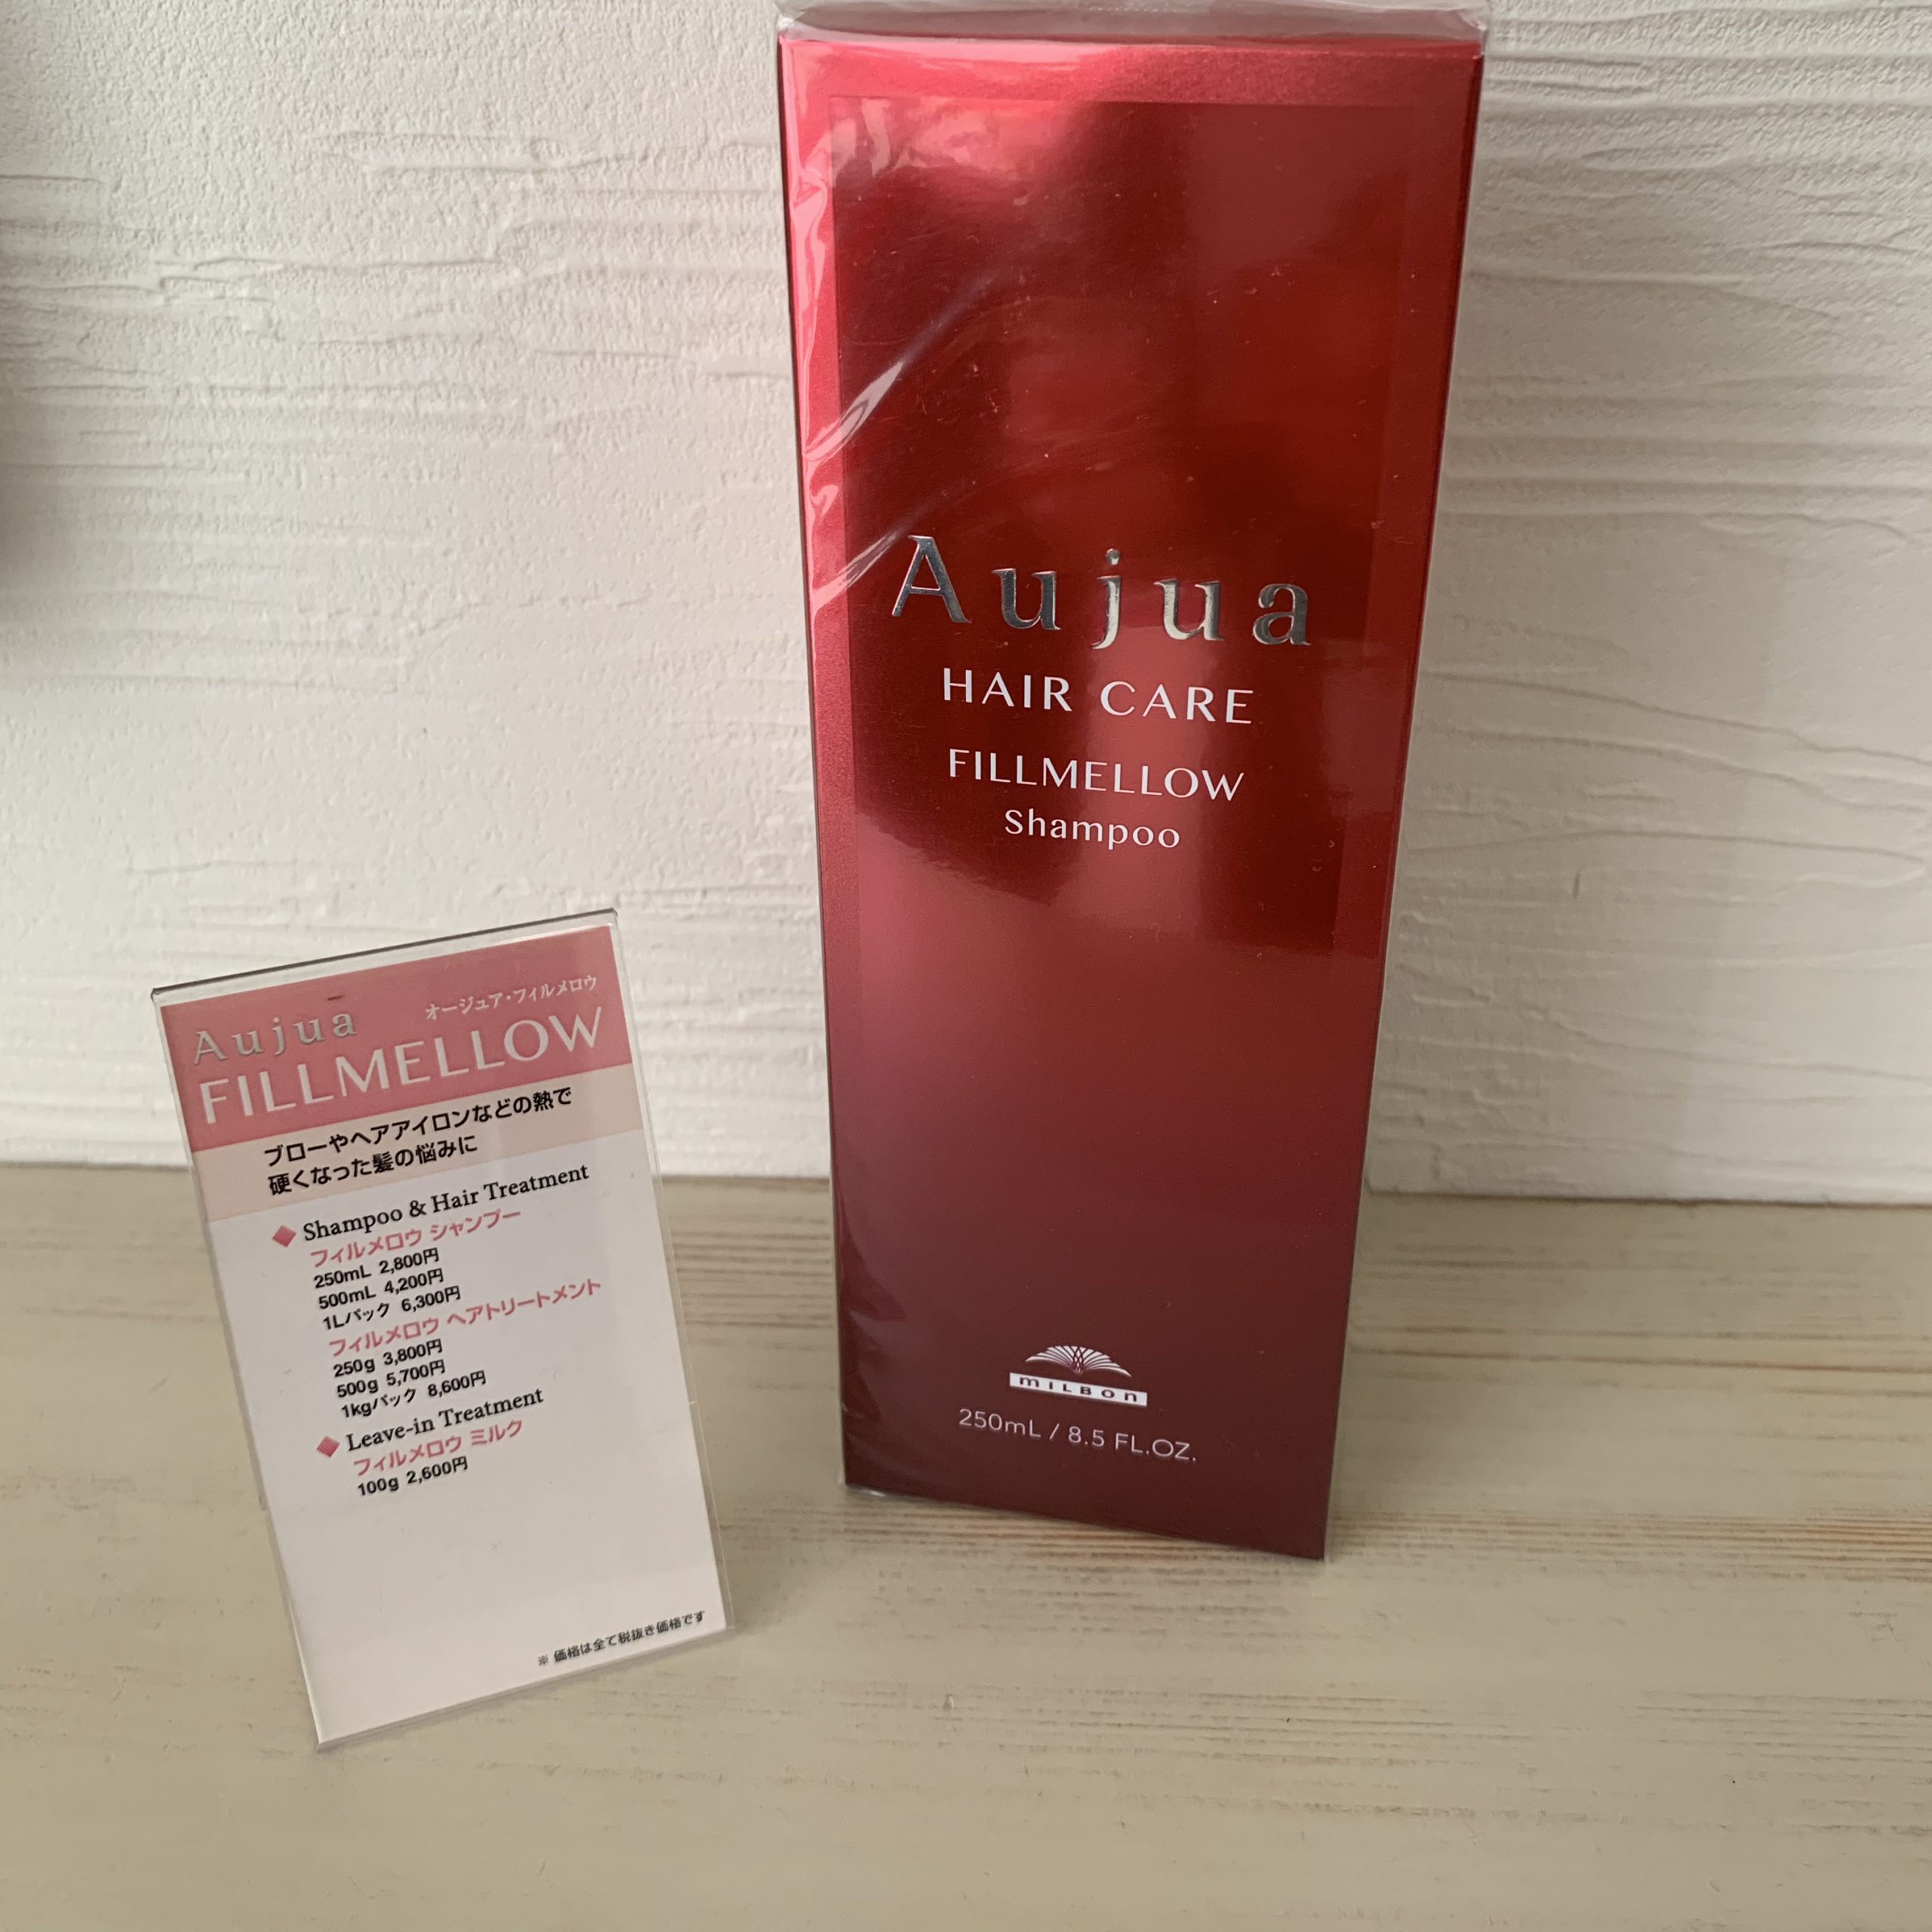 Aujua
オージュア・フィルメロウ
FILLMELLOW
ブローやヘアアイロンなどの熱で
硬くなった髪の悩みに
Shampoo & Hair Treatment
フィルメロウ シャンプー
250mL 2,800円
500mL 4,200円
1Lパック 6,300円
フィルメロウ ヘアトリートメント
250g 3,800円
500g 5,700円
1kgパック 8,600円
Leave-in Treatment
フィルメロウ ミルク
100g 2,600円
※ 価格は全て税抜き価格です
Aujua
HAIR CARE
FILLMELLOW
Shampoo
MILBON
250mL / 8.5 FL.OZ.